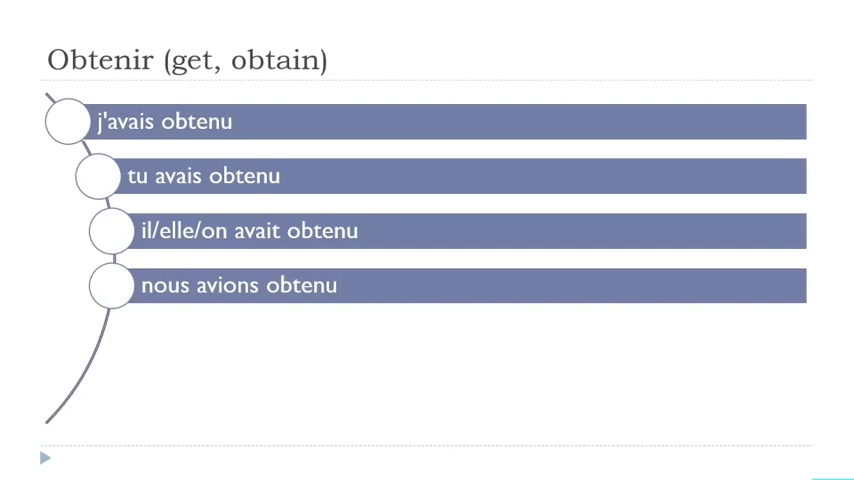 Obtenir (get, obtain)
j'avais obtenu
tu avais obtenu
il/elle/on avait obtenu
nous avions obtenu